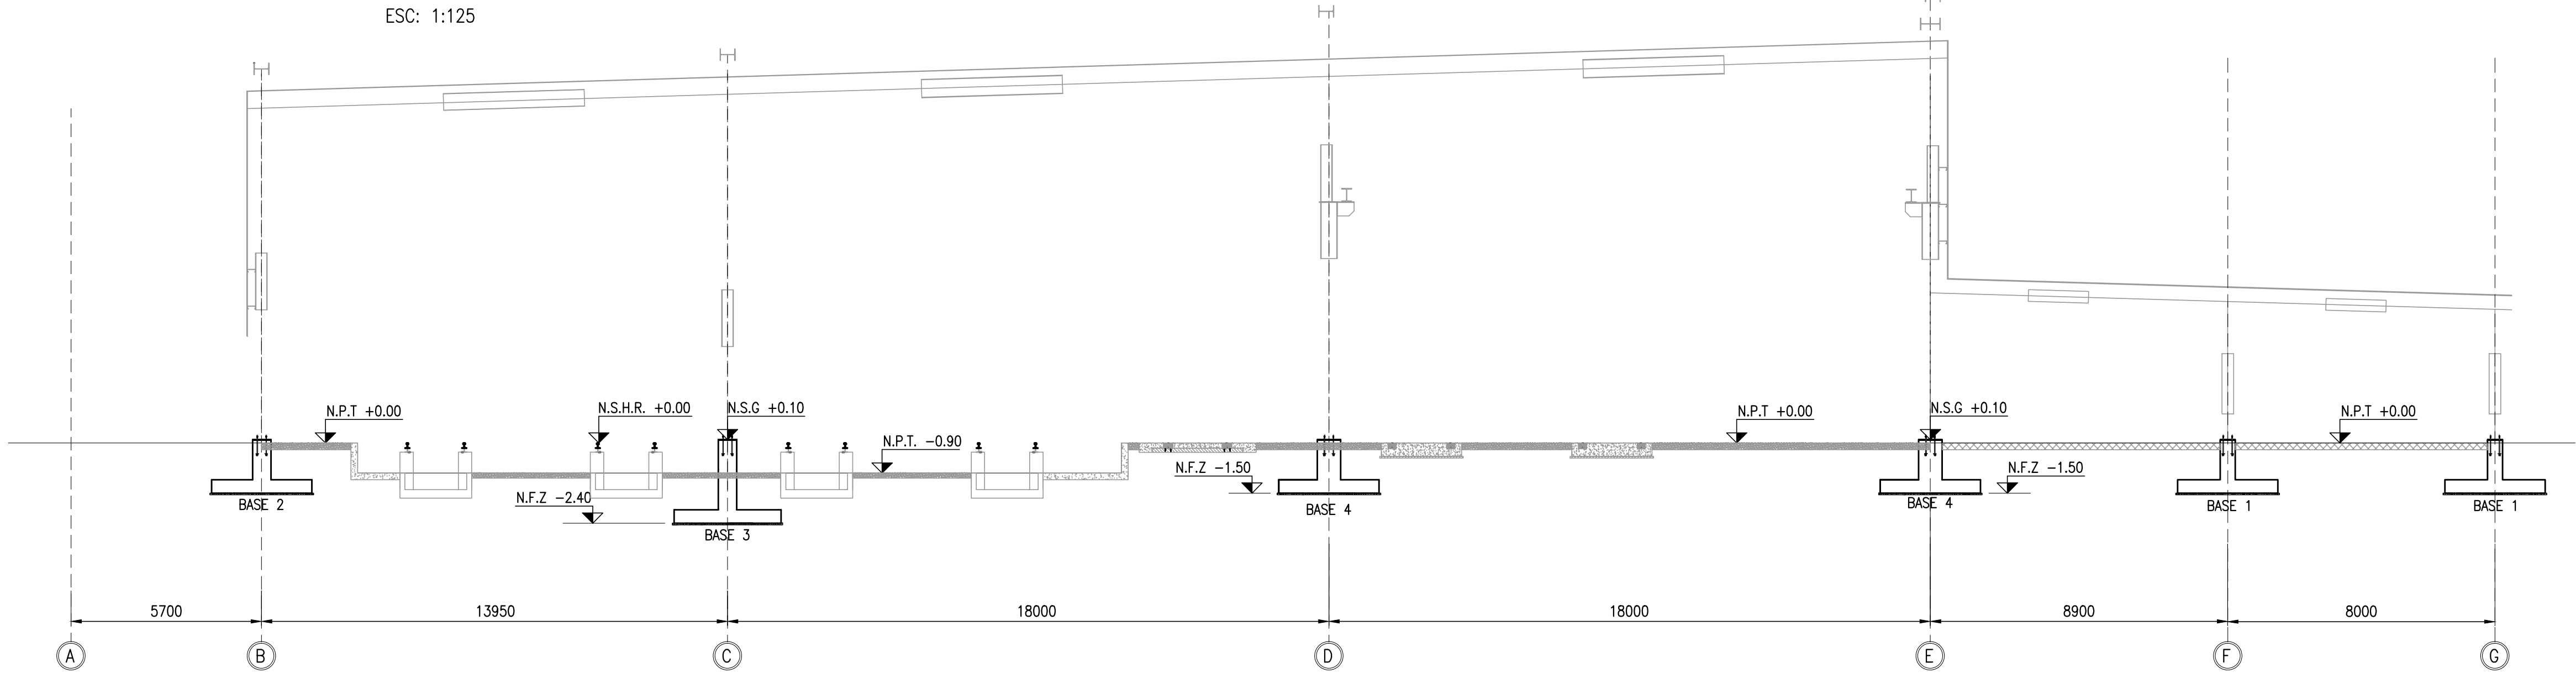 ESC: 1:125
N.P.T +0.00
N.S.H.R. +0.00
N.S.G +0.10
N.P.T. -0.90
N.P.T +0.00
N.S.G +0.10
N.P.T +0.00
N.F.Z -2.40
N.F.Z -1.50
N.F.Z -1.50
BASE 2
BASE 3
BASE 4
BASE 4
BASE 1
BASE 1
5700
13950
18000
18000
8900
8000
A
B
C
D
E
F
G